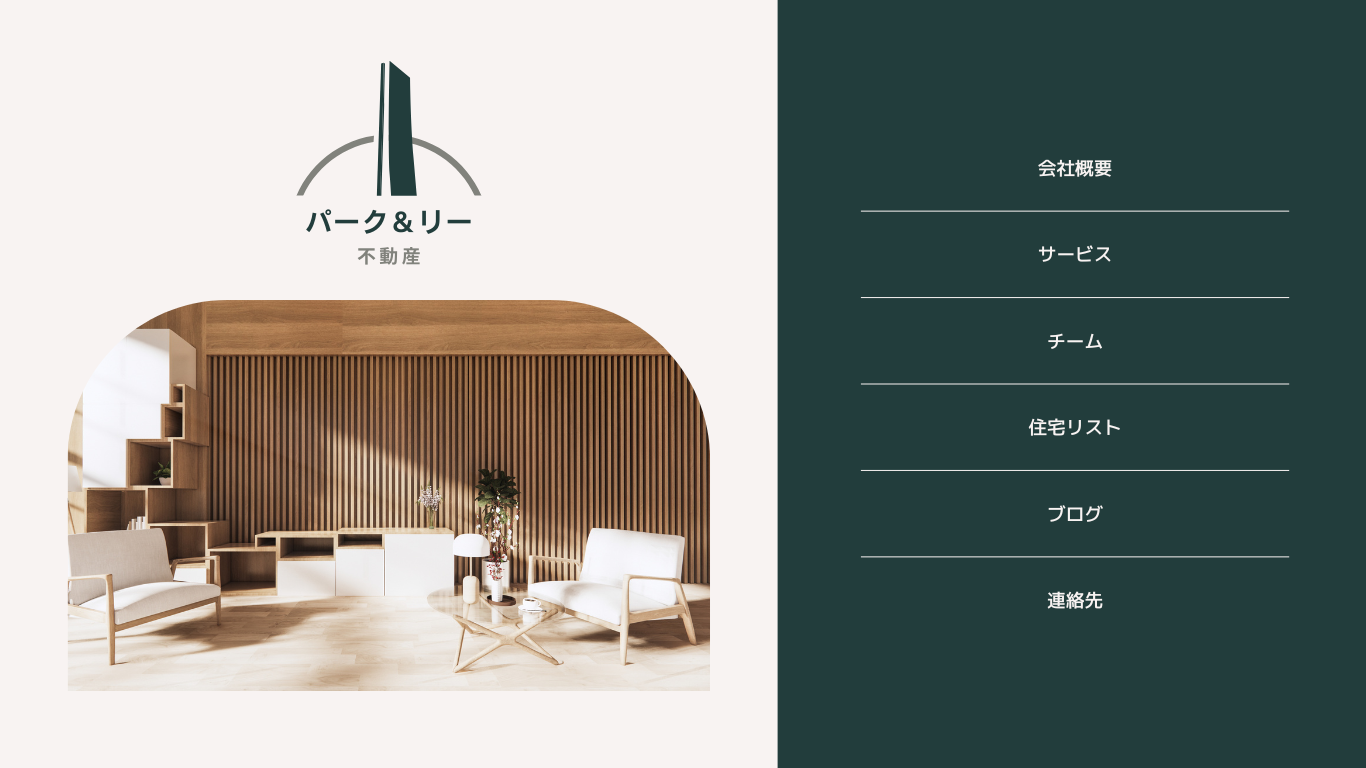 パーク&リー
不動産
会社概要
サービス
チーム
住宅リスト
ブログ
連絡先